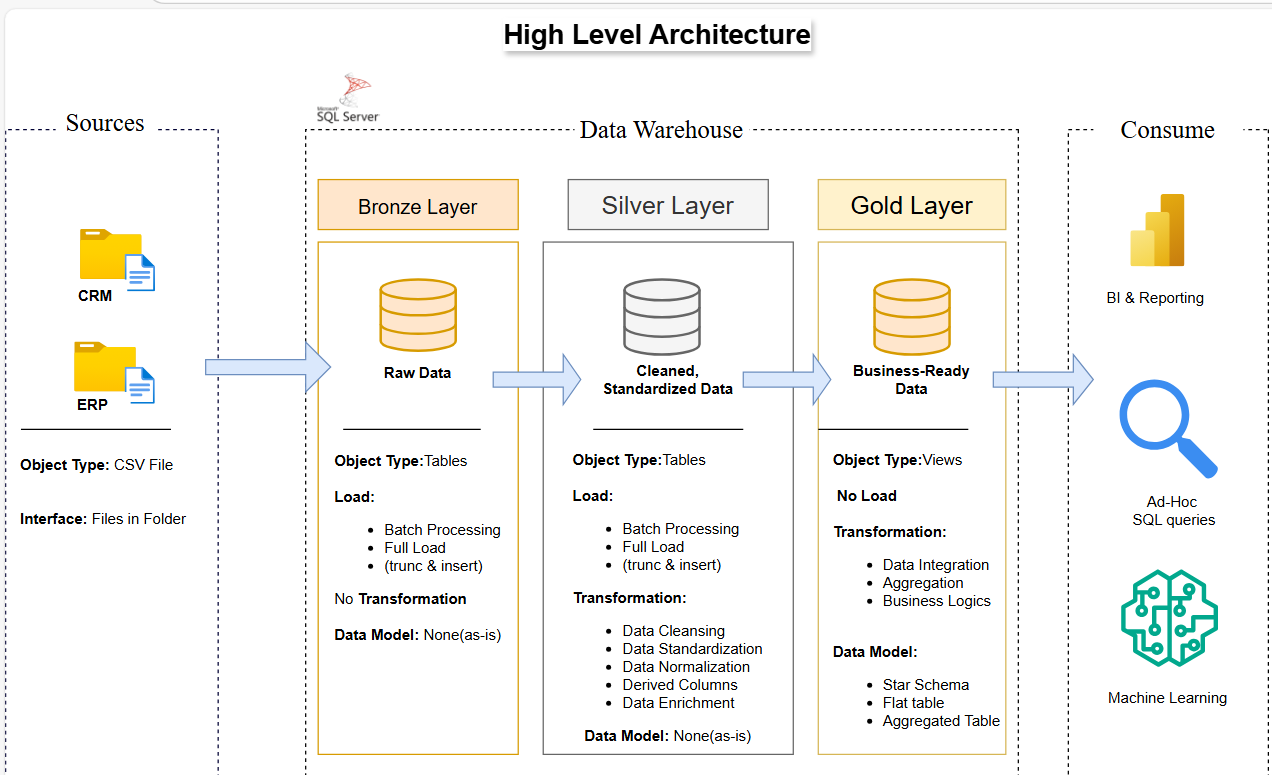 High Level Architecture
Microsoft
SQL Server
Sources
CRM
ERP
Object Type: CSV File
Interface: Files in Folder
Data Warehouse
Bronze Layer
Raw Data
Object Type:Tables
Load:
Batch Processing
Full Load
(trunc & insert)
No Transformation
Data Model: None(as-is)
Silver Layer
Cleaned,
Standardized Data
Object Type:Tables
Load:
Batch Processing
Full Load
(trunc & insert)
Transformation:
Data Cleansing
Data Standardization
Data Normalization
Derived Columns
Data Enrichment
Data Model: None(as-is)
Gold Layer
Business-Ready
Data
Object Type:Views
No Load
Transformation:
Data Integration
Aggregation
Business Logics
Data Model:
Star Schema
Flat table
Aggregated Table
Consume
BI & Reporting
Ad-Hoc
SQL queries
Machine Learning